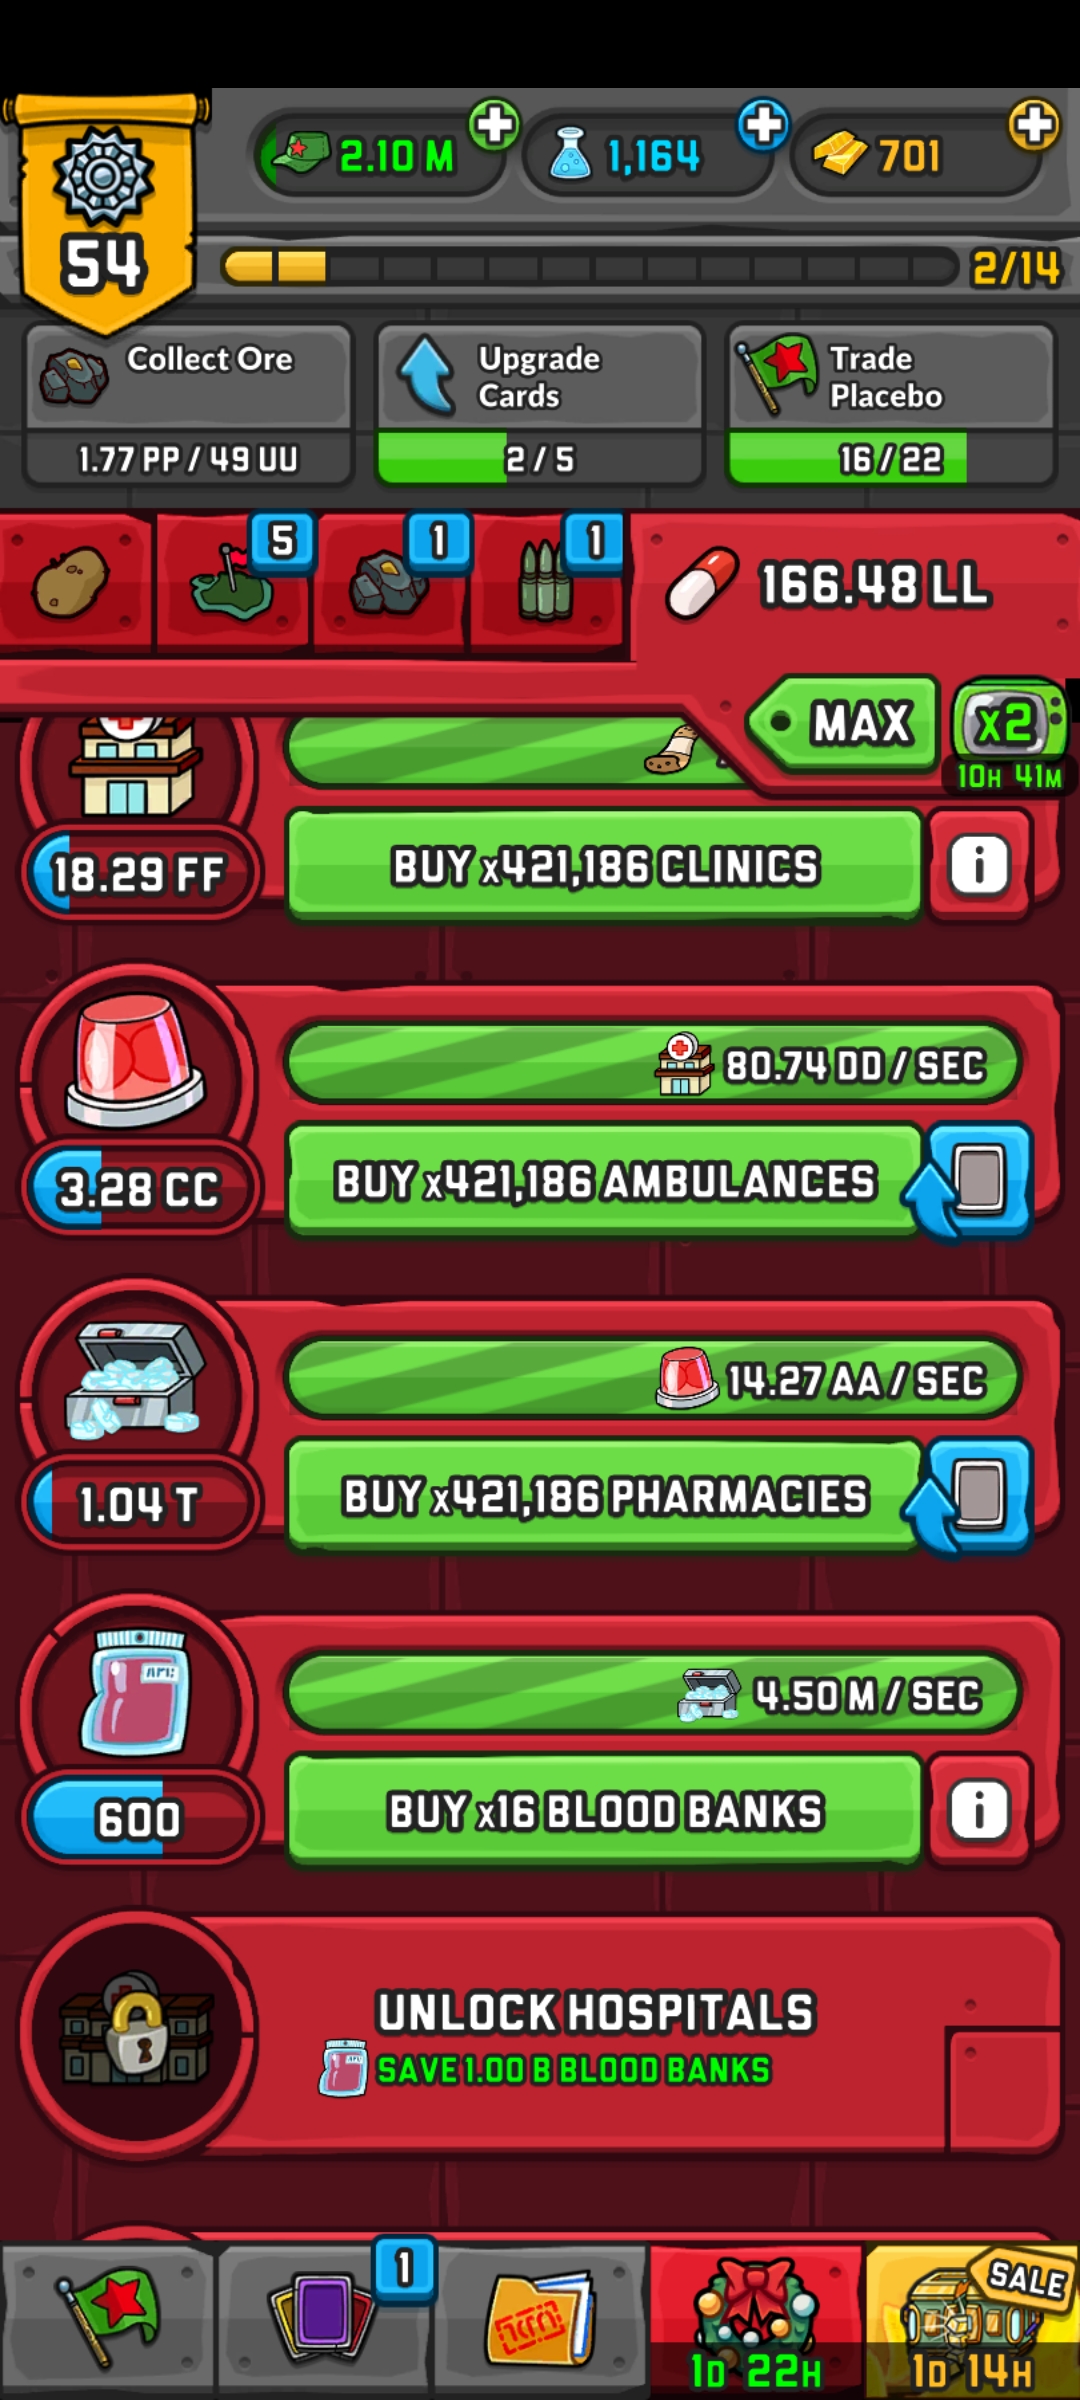 54
2.10 M
1,164
701
2/14
Collect Ore
1.77 PP / 49 UU
Upgrade
Cards
2 / 5
Trade
Placebo
16 / 22
5
1
1
166.48 LL
MAX
x2
10H 41M
18.29 FF
BUY x421,186 CLINICS
i
80.74 DD / SEC
3.28 CC
BUY x421,186 AMBULANCES
14.27 AA / SEC
1.04 T
BUY x421,186 PHARMACIES
4.50 M / SEC
600
BUY x16 BLOOD BANKS
i
UNLOCK HOSPITALS
SAVE 1.00 B BLOOD BANKS
1
SALE
1D 22H
1D 14H